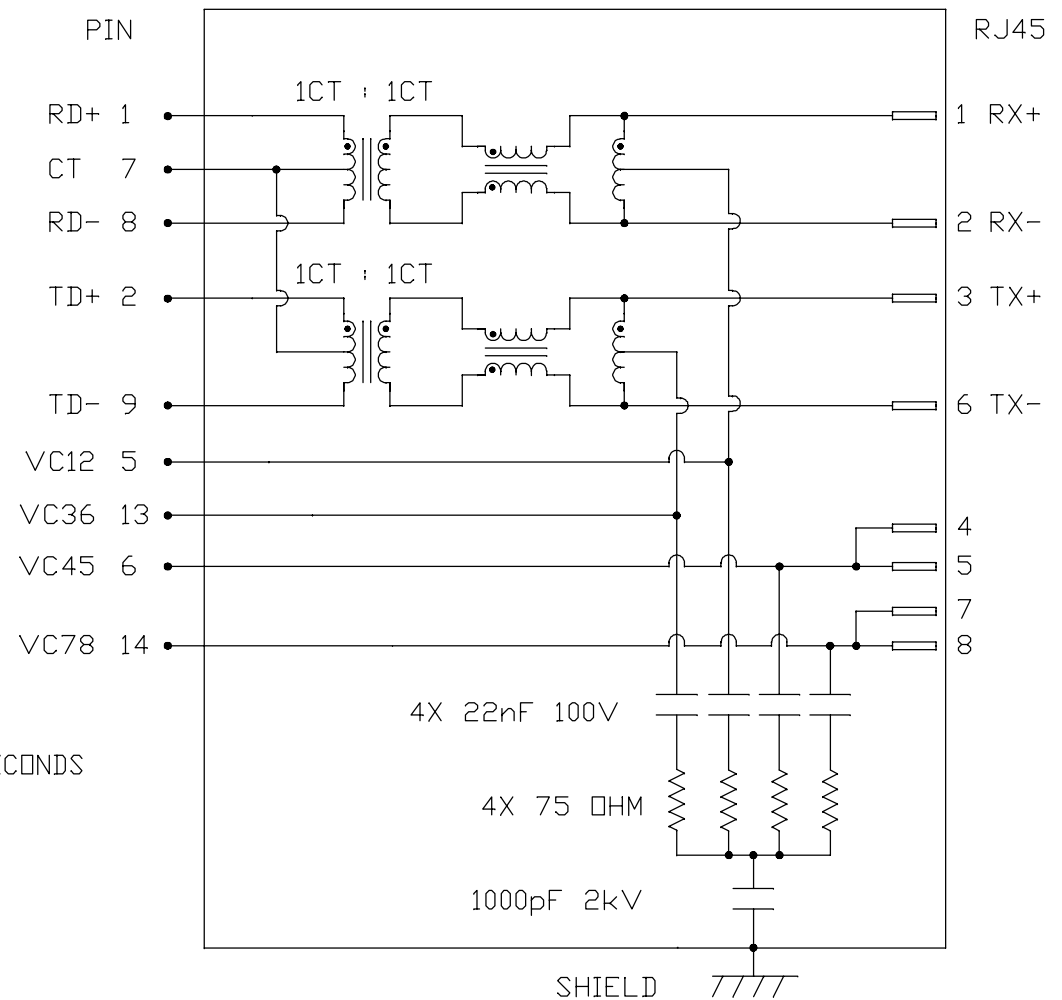 PIN RJ45
1CT : 1CT
RD+ 1 1 RX+
CT 7
RD- 8 2 RX-
1CT : 1CT
TD+ 2 3 TX+
TD- 9 6 TX-
VC12 5
VC36 13
4
VC45 6 5
7
VC78 14 8
4X 22nF 100V
4X 75 OHM
1000pF 2kV
SHIELD